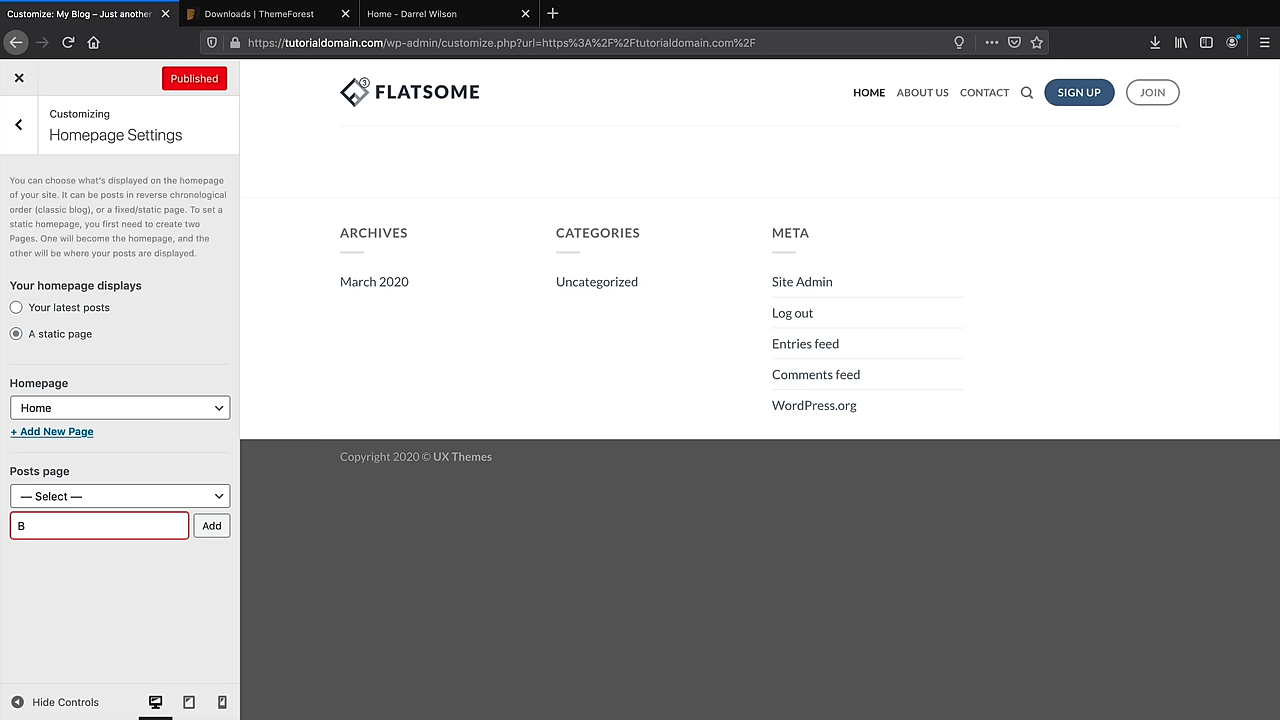 Customize: My Blog – Just another
Downloads | ThemeForest
Home - Darrel Wilson
https://tutorialdomain.com/wp-admin/customize.php?url=https%3A%2F%2Ftutorialdomain.com%2F
Published
Customizing
Homepage Settings
You can choose what's displayed on the homepage
of your site. It can be posts in reverse chronological
order (classic blog), or a fixed/static page. To set a
static homepage, you first need to create two
Pages. One will become the homepage, and the
other will be where your posts are displayed.
Your homepage displays
Your latest posts
A static page
Homepage
Home
+ Add New Page
Posts page
— Select —
B
Add
Hide Controls
3
FLATSOME
HOME
ABOUT US
CONTACT
SIGN UP
JOIN
ARCHIVES
March 2020
CATEGORIES
Uncategorized
META
Site Admin
Log out
Entries feed
Comments feed
WordPress.org
Copyright 2020 © UX Themes